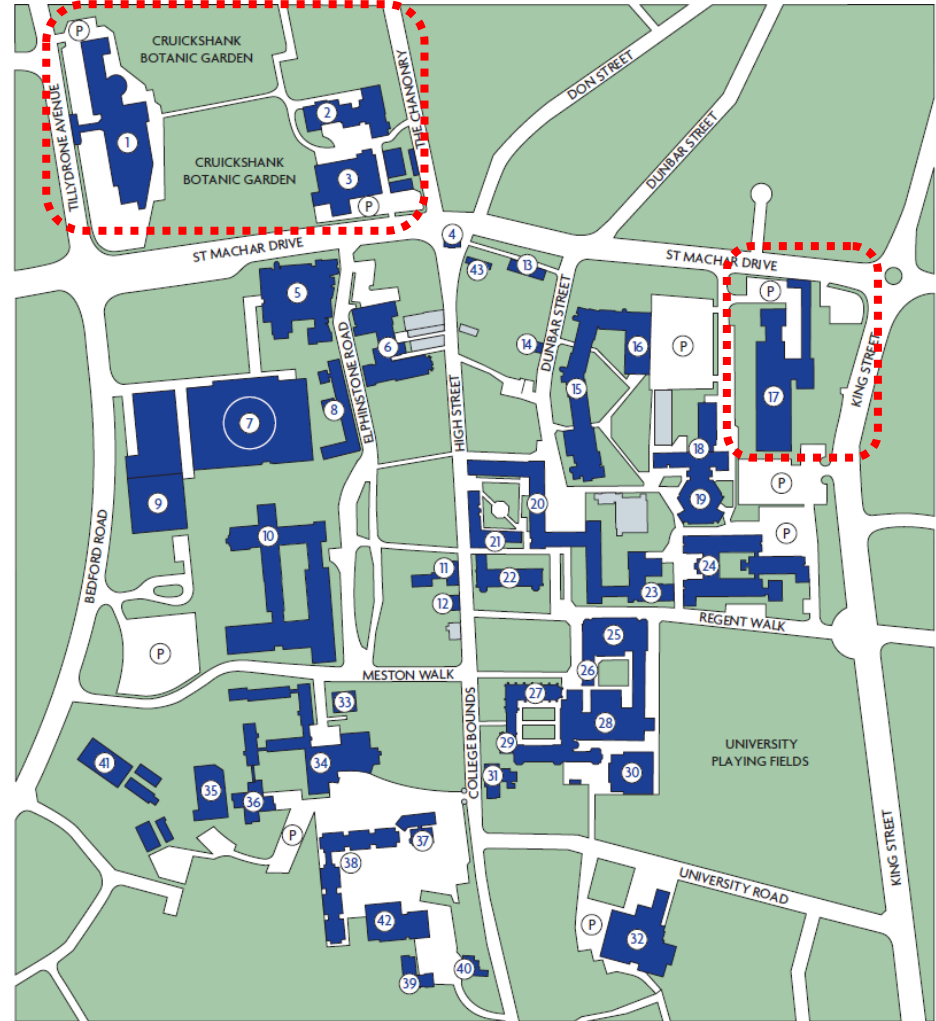 P
CRUICKSHANK
BOTANIC GARDEN
TILLYDRONE AVENUE
1
2
THE CHANONRY
CRUICKSHANK
BOTANIC GARDEN
3
P
DON STREET
DUNBAR STREET
ST MACHAR DRIVE
4
43
13
ST MACHAR DRIVE
P
5
ELPHINSTONE ROAD
6
HIGH STREET
14
DUNBAR STREET
15
16
P
17
KING STREET
7
8
9
18
19
P
10
20
21
22
11
12
BEDFORD ROAD
P
24
23
REGENT WALK
P
MESTON WALK
25
26
27
28
29
30
31
COLLEGE BOUNDS
33
34
UNIVERSITY
PLAYING FIELDS
41
35
36
P
37
38
42
39
40
UNIVERSITY ROAD
P
32
KING STREET